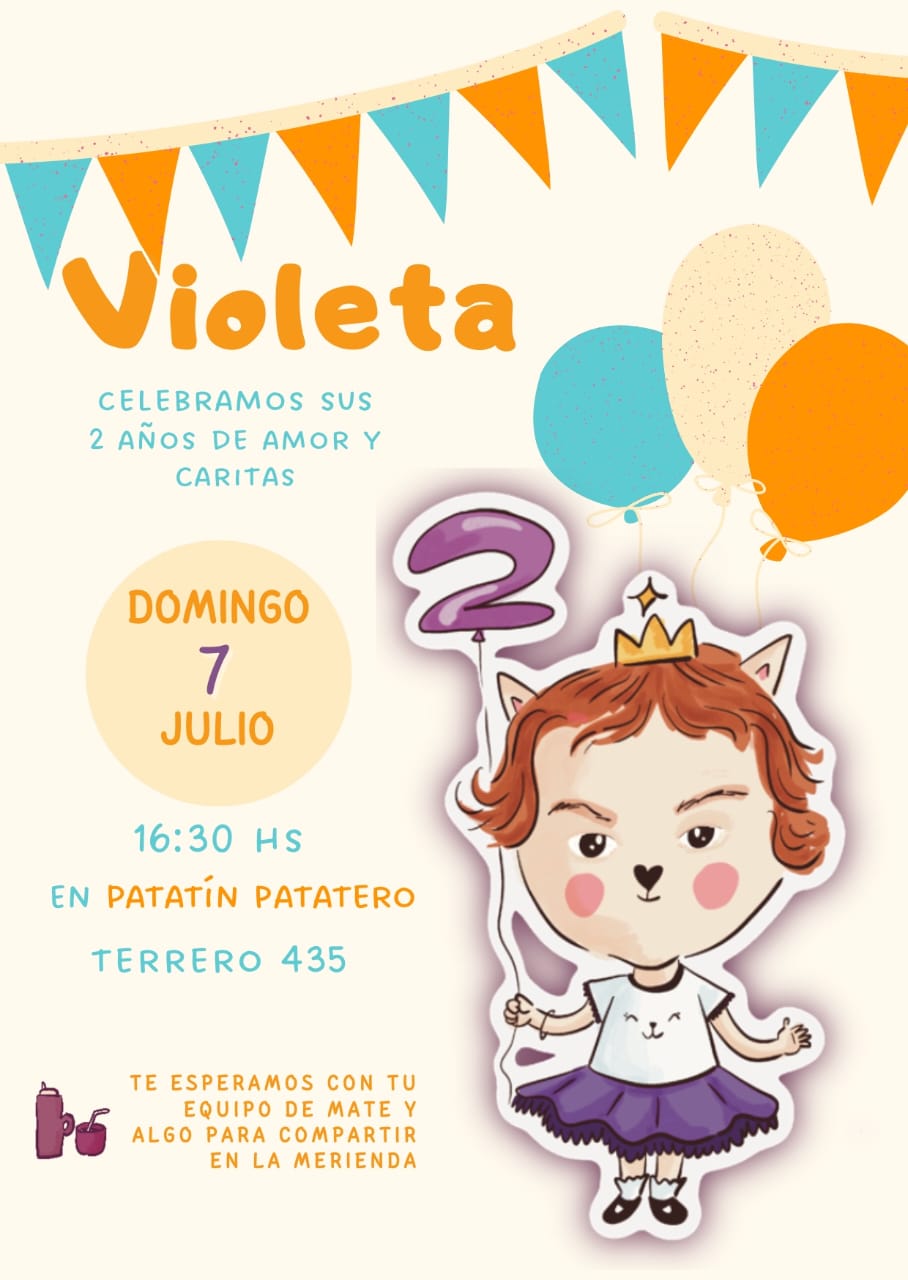 Violeta
CELEBRAMOS SUS
2 AÑOS DE AMOR Y
CARITAS
2
DOMINGO
7
JULIO
16:30 HS
EN PATATÍN PATATERO
TERRERO 435
TE ESPERAMOS CON TU
EQUIPO DE MATE Y
ALGO PARA COMPARTIR
EN LA MERIENDA